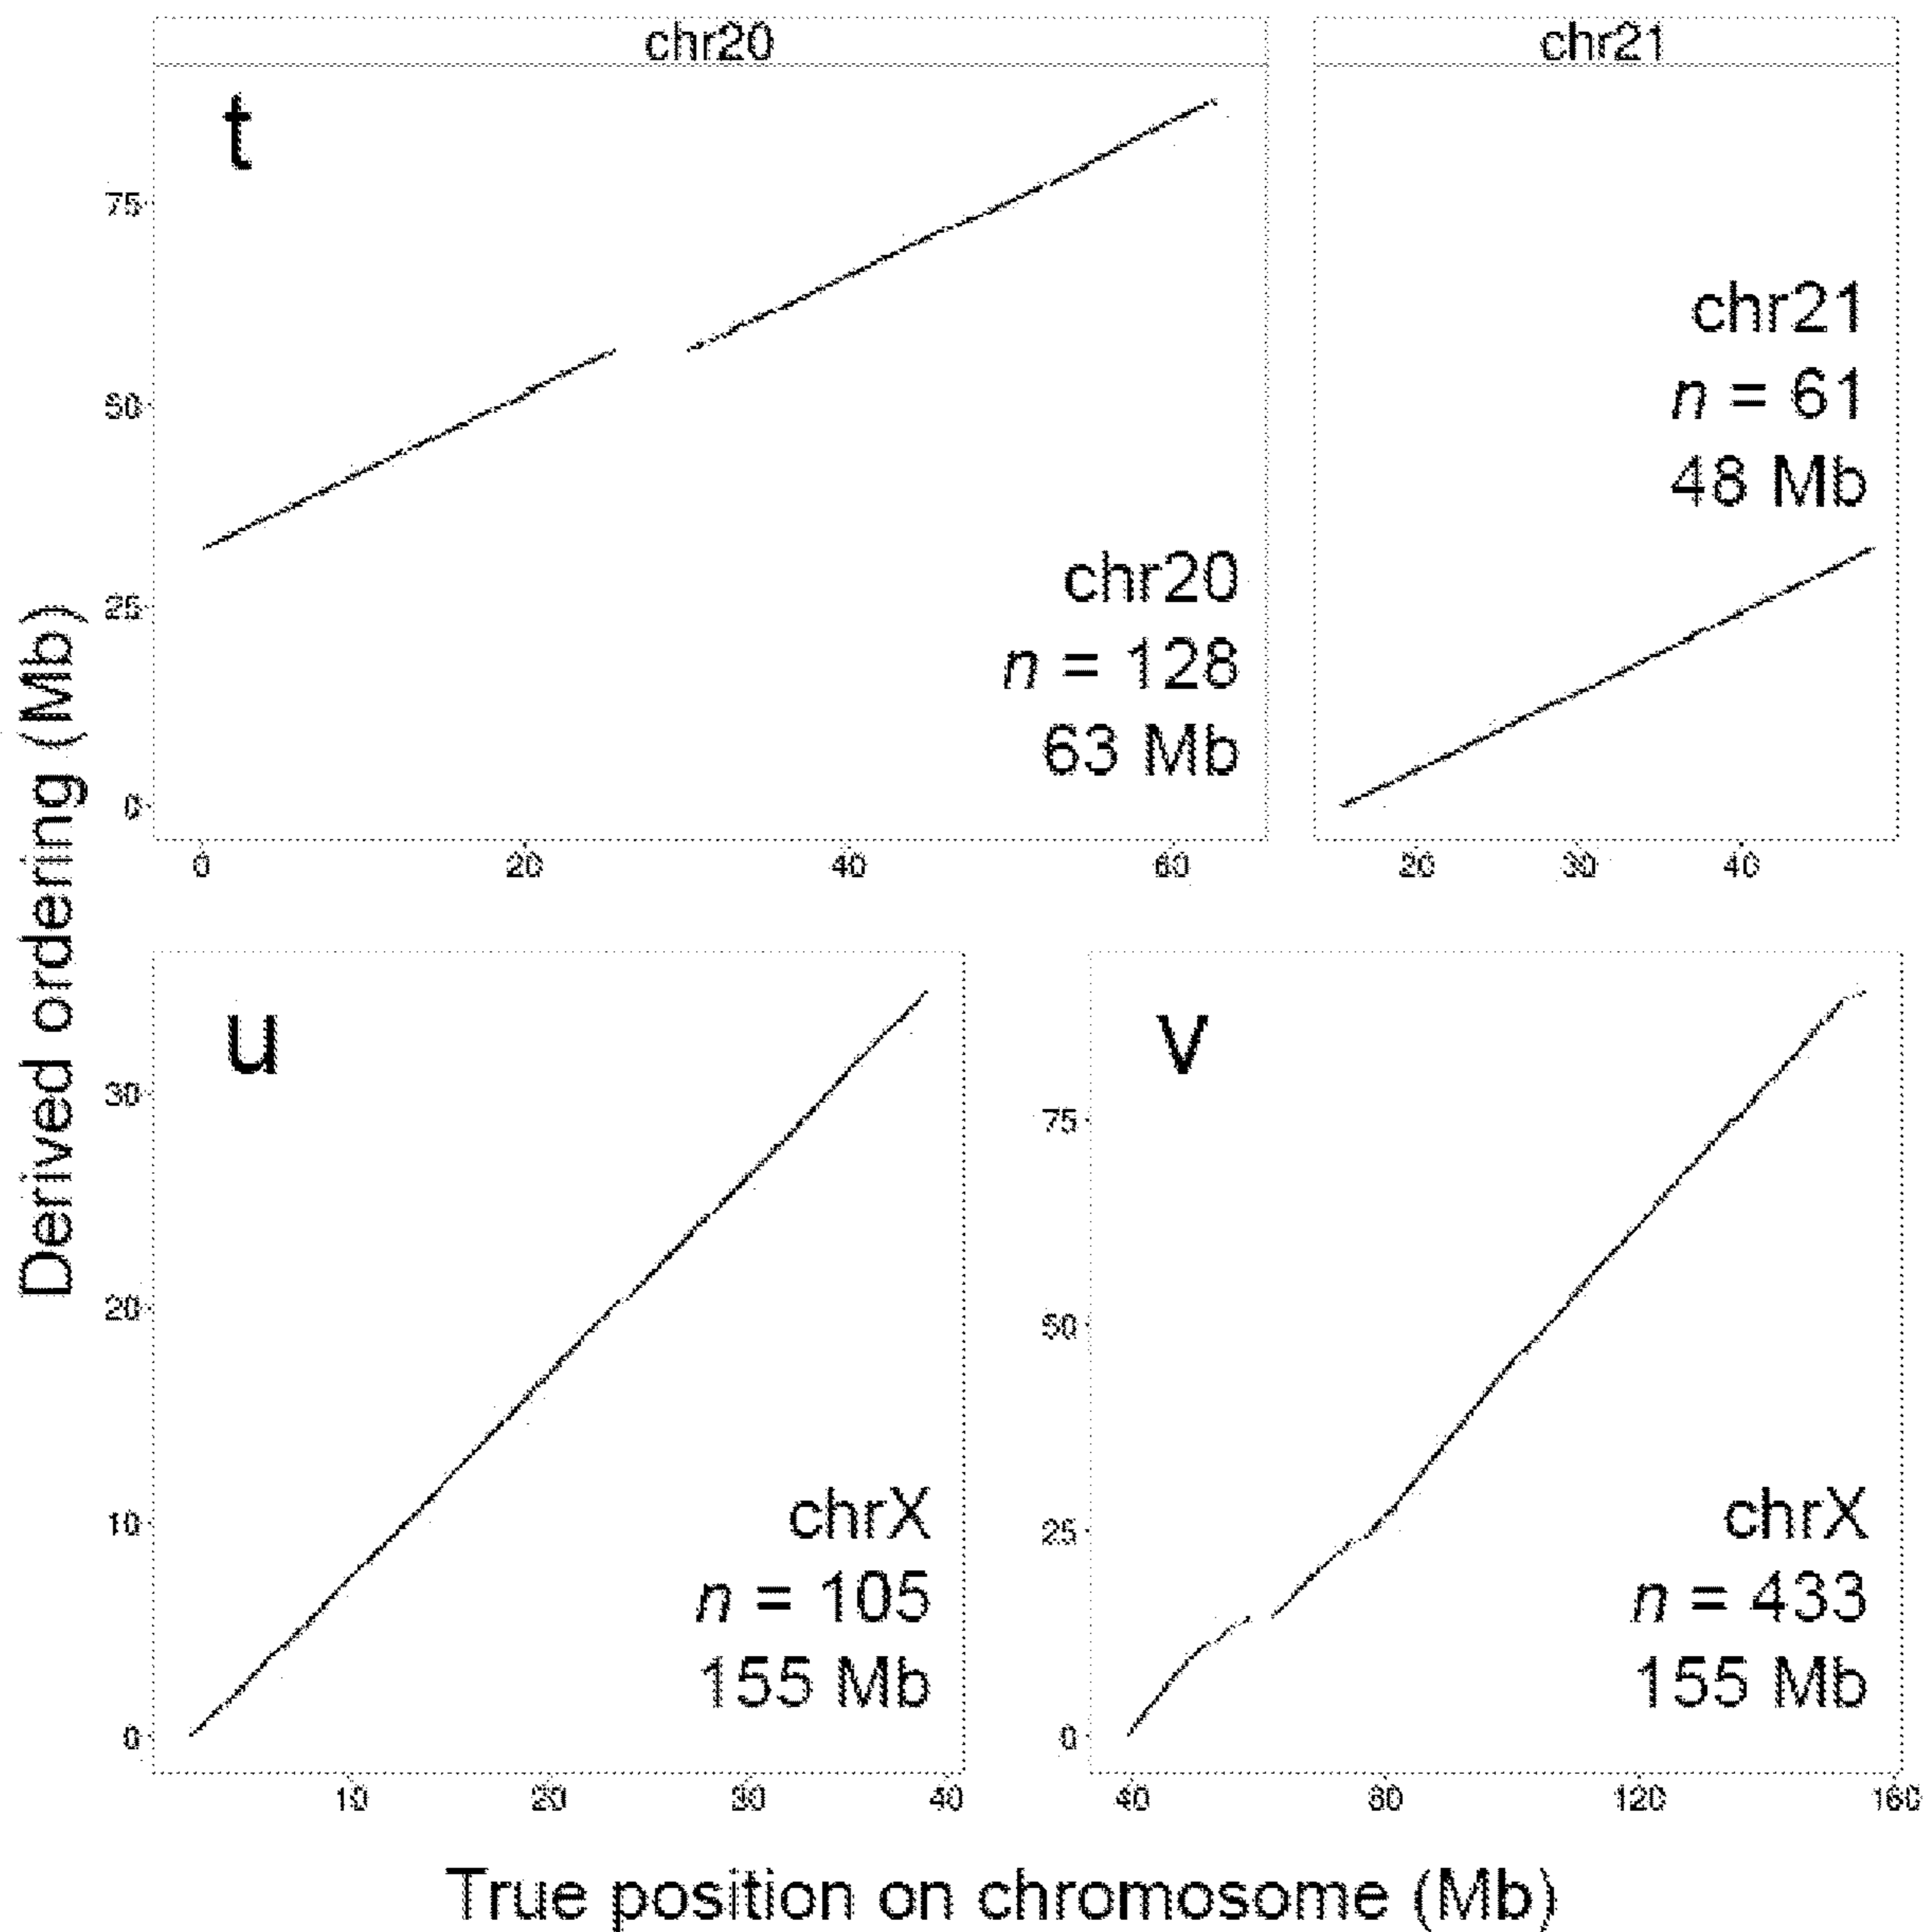 chr20
chr21
t
75
50
25
0
chr21
n = 61
48 Mb
chr20
n = 128
63 Mb
0
20
40
60
20
30
40
Derived ordering (Mb)
u
30
20
10
0
chrX
n = 105
155 Mb
10
20
30
40
v
75
50
25
0
chrX
n = 433
155 Mb
40
80
120
160
True position on chromosome (Mb)